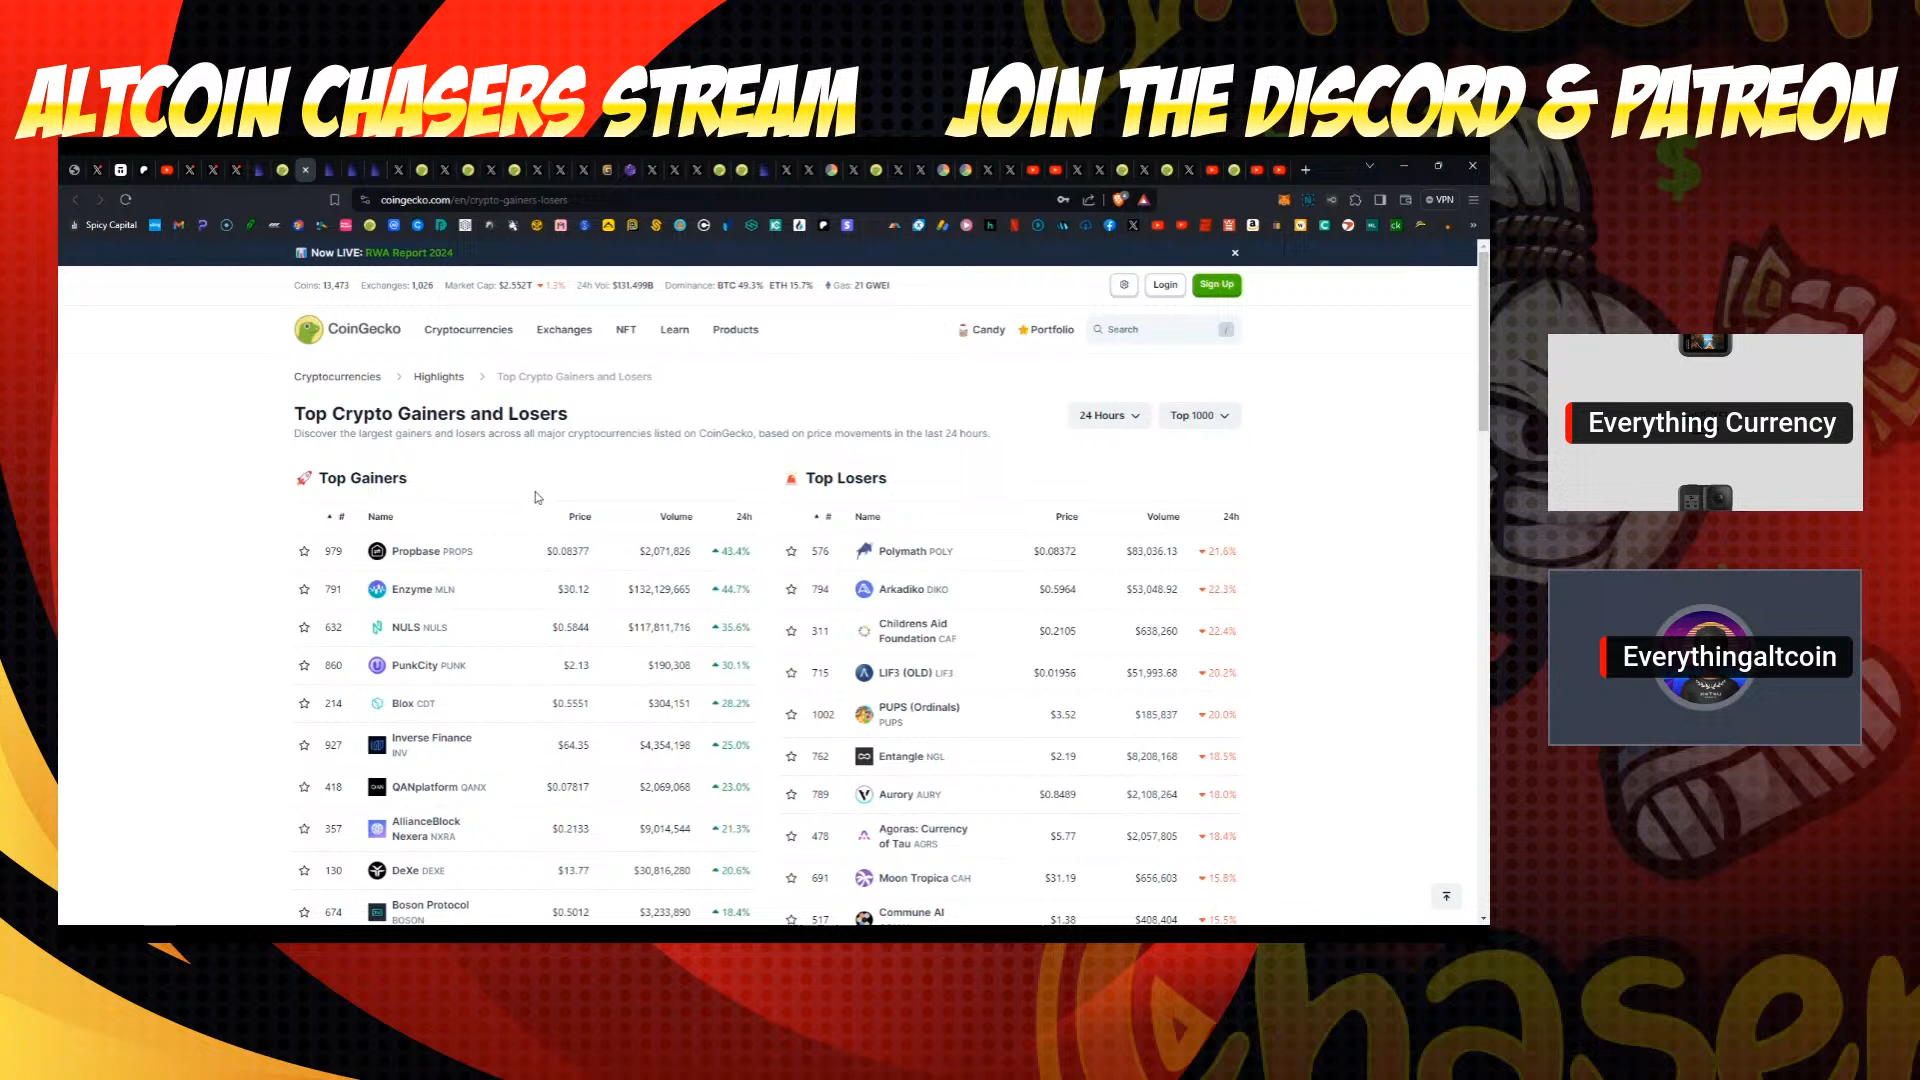 ALTCOIN CHASERS STREAM JOIN THE DISCORD & PATREON
coingecko.com/en/crypto-gainers-losers
VPN
Spicy Capital
Now LIVE: RWA Report 2024
Coins: 13,473 Exchanges: 1,026 Market Cap: $2.552T 1.3% 24h Vol: $131.499B Dominance: BTC 49.3% ETH 15.7% Gas: 21 GWEI
Login Sign Up
CoinGecko Cryptocurrencies Exchanges NFT Learn Products Candy Portfolio Search /
Cryptocurrencies > Highlights > Top Crypto Gainers and Losers
Top Crypto Gainers and Losers
24 Hours Top 1000
Discover the largest gainers and losers across all major cryptocurrencies listed on CoinGecko, based on price movements in the last 24 hours.
Top Gainers
# Name Price Volume 24h
979 Propbase PROPS $0.08377 $2,071,826 43.4%
791 Enzyme MLN $30.12 $132,129,665 44.7%
632 NULS NULS $0.5844 $117,811,716 35.6%
860 PunkCity PUNK $2.13 $190,308 30.1%
214 Blox CDT $0.5551 $304,151 28.2%
927 Inverse Finance INV $64.35 $4,354,198 25.0%
418 QANplatform QANX $0.07817 $2,069,068 23.0%
357 AllianceBlock Nexera NXRA $0.2133 $9,014,544 21.3%
130 DeXe DEXE $13.77 $30,816,280 20.6%
674 Boson Protocol BOSON $0.5012 $3,233,890 18.4%
Top Losers
# Name Price Volume 24h
576 Polymath POLY $0.08372 $83,036.13 21.6%
794 Arkadiko DIKO $0.5964 $53,048.92 22.3%
311 Childrens Aid Foundation CAF $0.2105 $638,260 22.4%
715 LIF3 (OLD) LIF3 $0.01956 $51,993.68 20.2%
1002 PUPS (Ordinals) PUPS $3.52 $185,837 20.0%
762 Entangle NGL $2.19 $8,208,168 18.5%
789 Aurory AURY $0.8489 $2,108,264 18.0%
478 Agoras: Currency of Tau AGRS $5.77 $2,057,805 18.4%
691 Moon Tropica CAH $31.19 $656,603 15.8%
517 Commune AI $1.38 $408,404 15.5%
Everything Currency
Everythingaltcoin
chaser